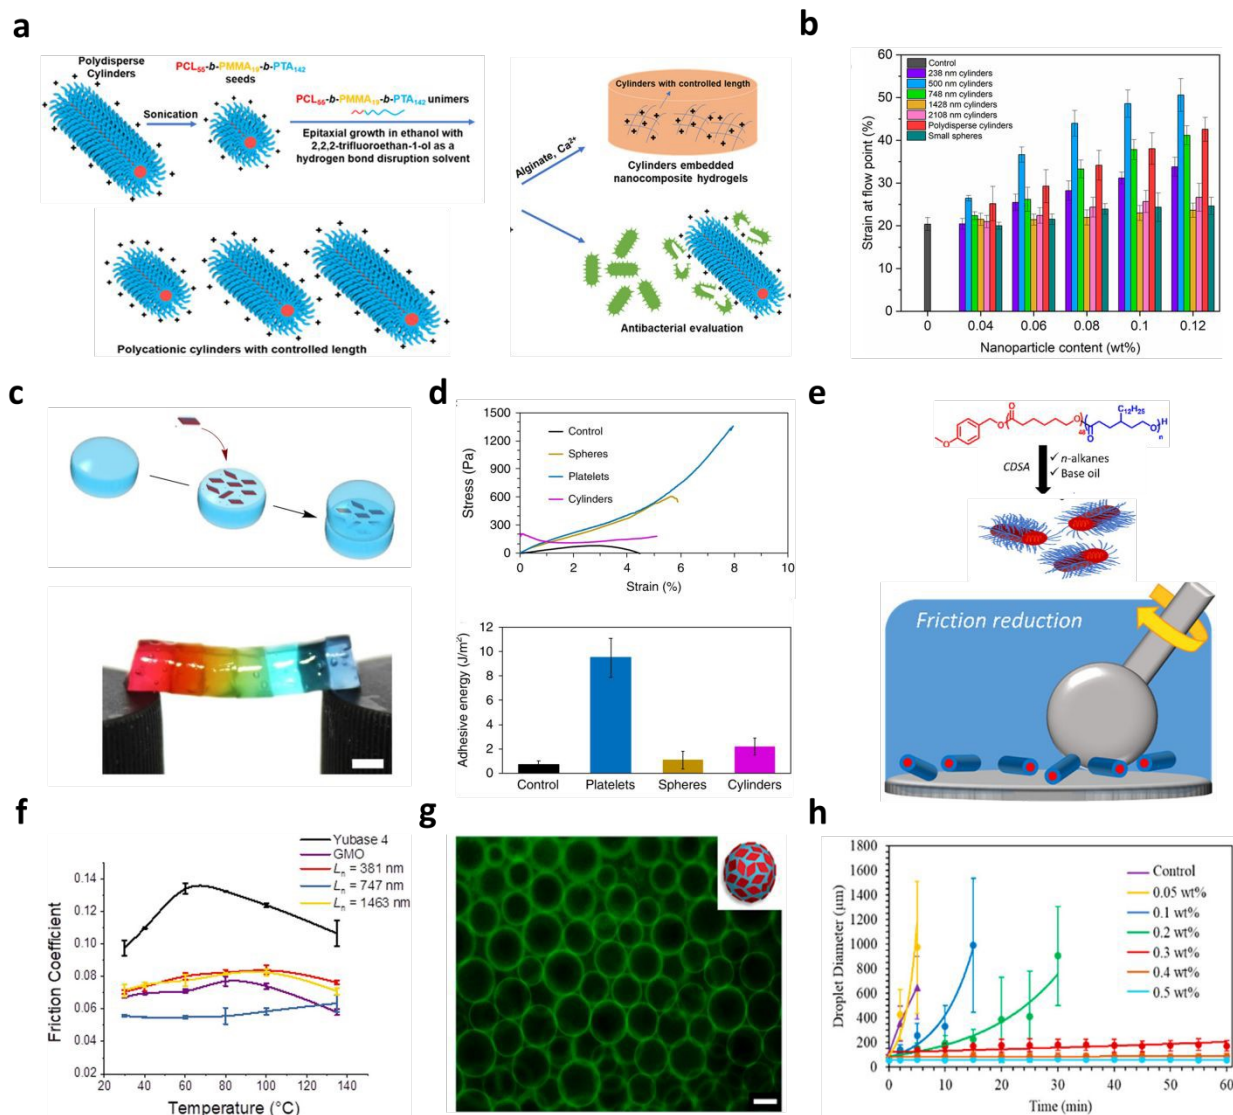 a
Polydisperse
Cylinders
PCL55-b-PMMA19-b-PTA142
seeds
Sonication
PCL55-b-PMMA19-b-PTA142 unimers
Epitaxial growth in ethanol with
2,2,2-trifluoroethan-1-ol as a
hydrogen bond disruption solvent
Polycationic cylinders with controlled length
Alginate, Ca²⁺
Cylinders with controlled length
Cylinders embedded
nanocomposite hydrogels
Antibacterial evaluation
b
Strain at flow point (%)
60
50
40
30
20
10
0
Control
238 nm cylinders
500 nm cylinders
748 nm cylinders
1428 nm cylinders
2108 nm cylinders
Polydisperse cylinders
Small spheres
0 0.04 0.06 0.08 0.1 0.12
Nanoparticle content (wt%)
c
d
Stress (Pa)
1500
1200
900
600
300
0
Control
Spheres
Platelets
Cylinders
0 2 4 6 8 10
Strain (%)
Adhesive energy (J/m²)
12
10
8
6
4
2
0
Control Platelets Spheres Cylinders
e
O
O
O
48
O
C12H25
O
H
n
CDSA
✓ n-alkanes
✓ Base oil
Friction reduction
f
Friction Coefficient
0.14
0.12
0.10
0.08
0.06
0.04
0.02
Yubase 4
GMO
Ln = 381 nm
Ln = 747 nm
Ln = 1463 nm
20 40 60 80 100 120 140
Temperature (°C)
g
h
Droplet Diameter (µm)
1800
1600
1400
1200
1000
800
600
400
200
0
Control
0.05 wt%
0.1 wt%
0.2 wt%
0.3 wt%
0.4 wt%
0.5 wt%
0 10 20 30 40 50 60
Time (min)